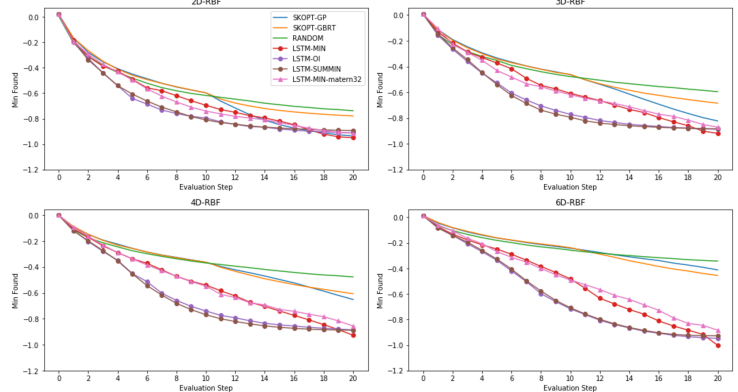 2D-RBF
0.0
−0.2
−0.4
−0.6
−0.8
−1.0
−1.2
Min Found
0 2 4 6 8 10 12 14 16 18 20
Evaluation Step
SKOPT-GP
SKOPT-GBRT
RANDOM
LSTM-MIN
LSTM-OI
LSTM-SUMMIN
LSTM-MIN-matern32
3D-RBF
0.0
−0.2
−0.4
−0.6
−0.8
−1.0
−1.2
Min Found
0 2 4 6 8 10 12 14 16 18 20
Evaluation Step
4D-RBF
0.0
−0.2
−0.4
−0.6
−0.8
−1.0
−1.2
Min Found
0 2 4 6 8 10 12 14 16 18 20
Evaluation Step
6D-RBF
0.0
−0.2
−0.4
−0.6
−0.8
−1.0
−1.2
Min Found
0 2 4 6 8 10 12 14 16 18 20
Evaluation Step